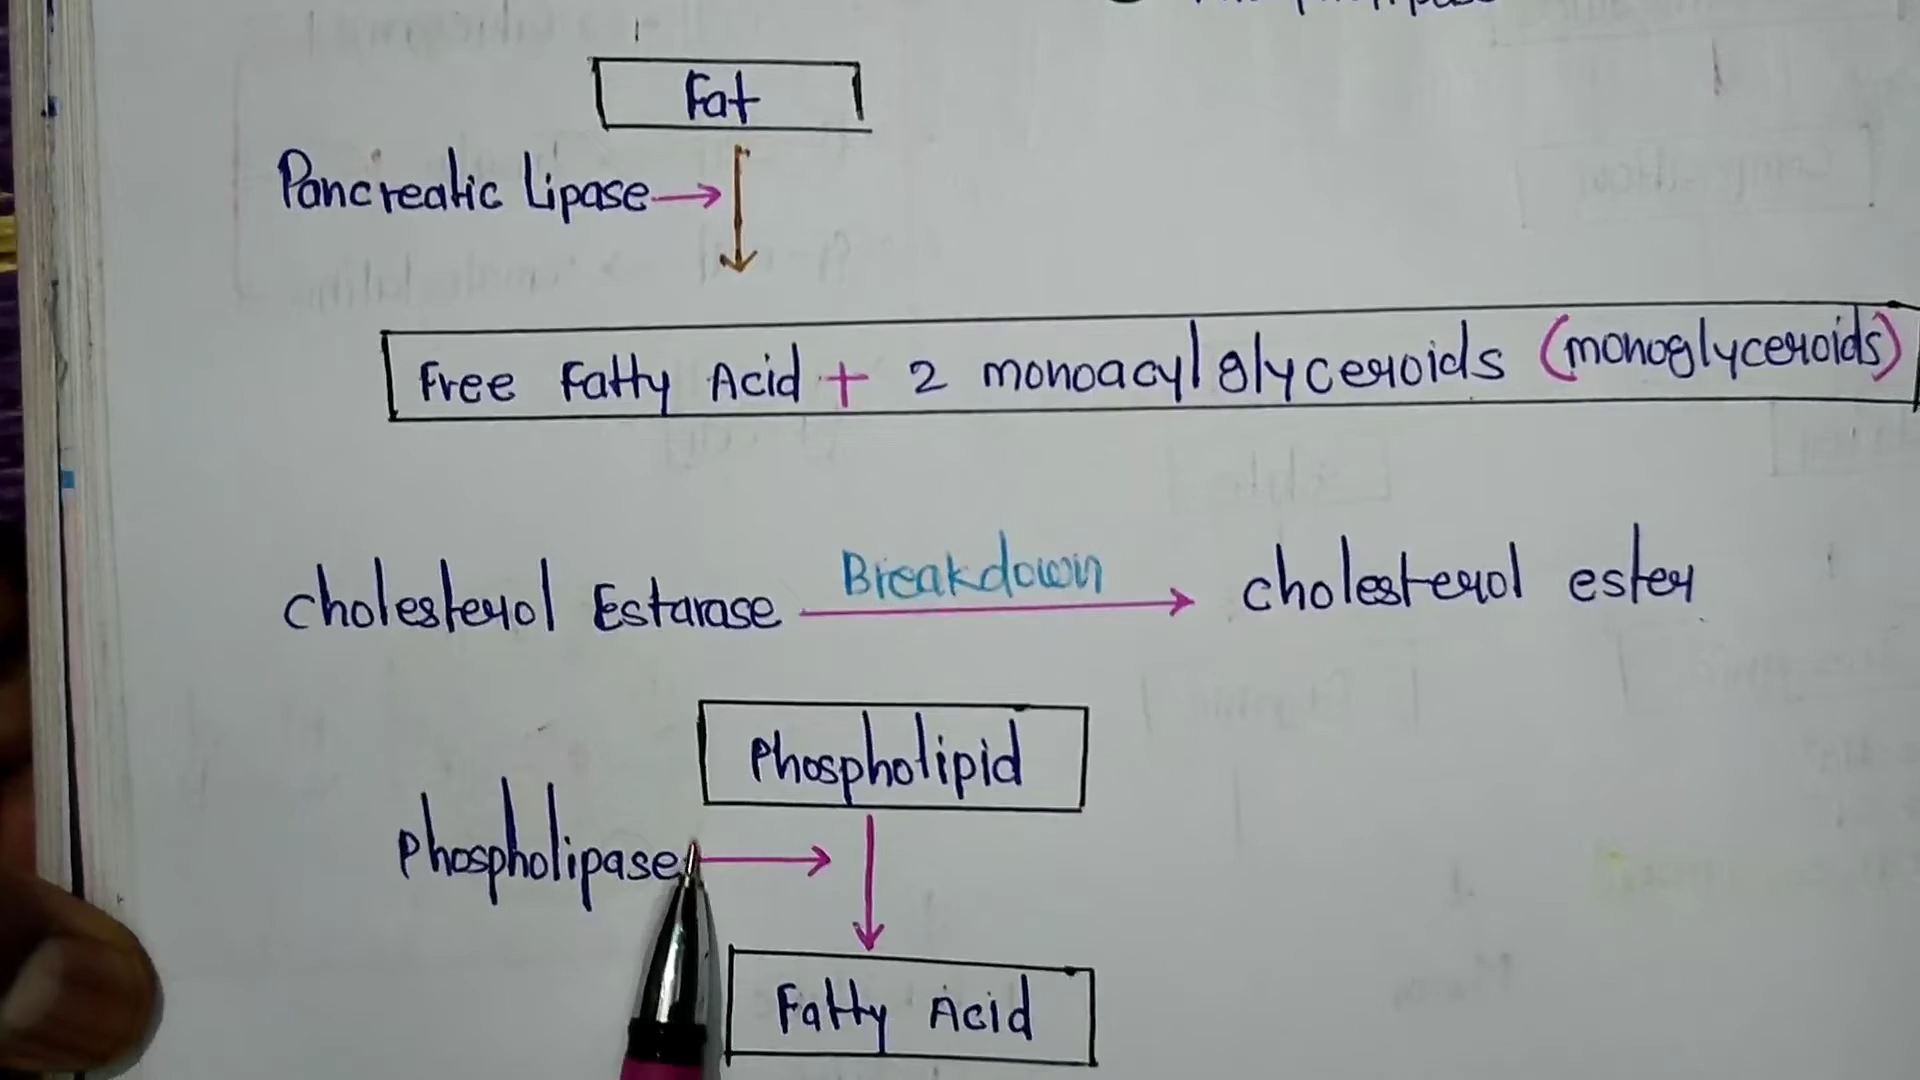 Fat
Pancreatic Lipase
Free Fatty Acid + 2 monoacylglyceroids (monoglyceroids)
Breakdown
cholesterol Estarase
cholesterol ester
Phospholipid
Phospholipase
Fatty Acid